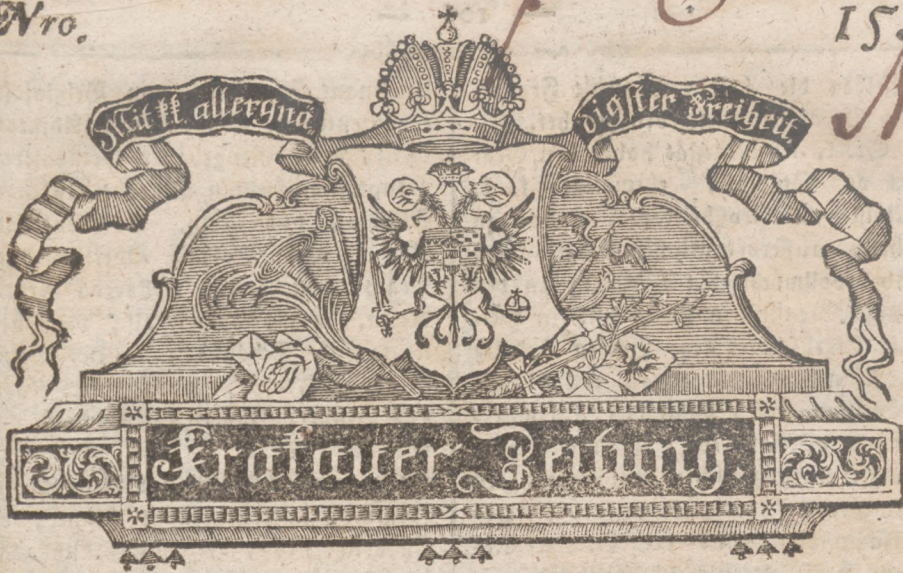 Nro. 15.
Mit kk. allergnä
digster Freiheit.
Krakauer Zeitung.